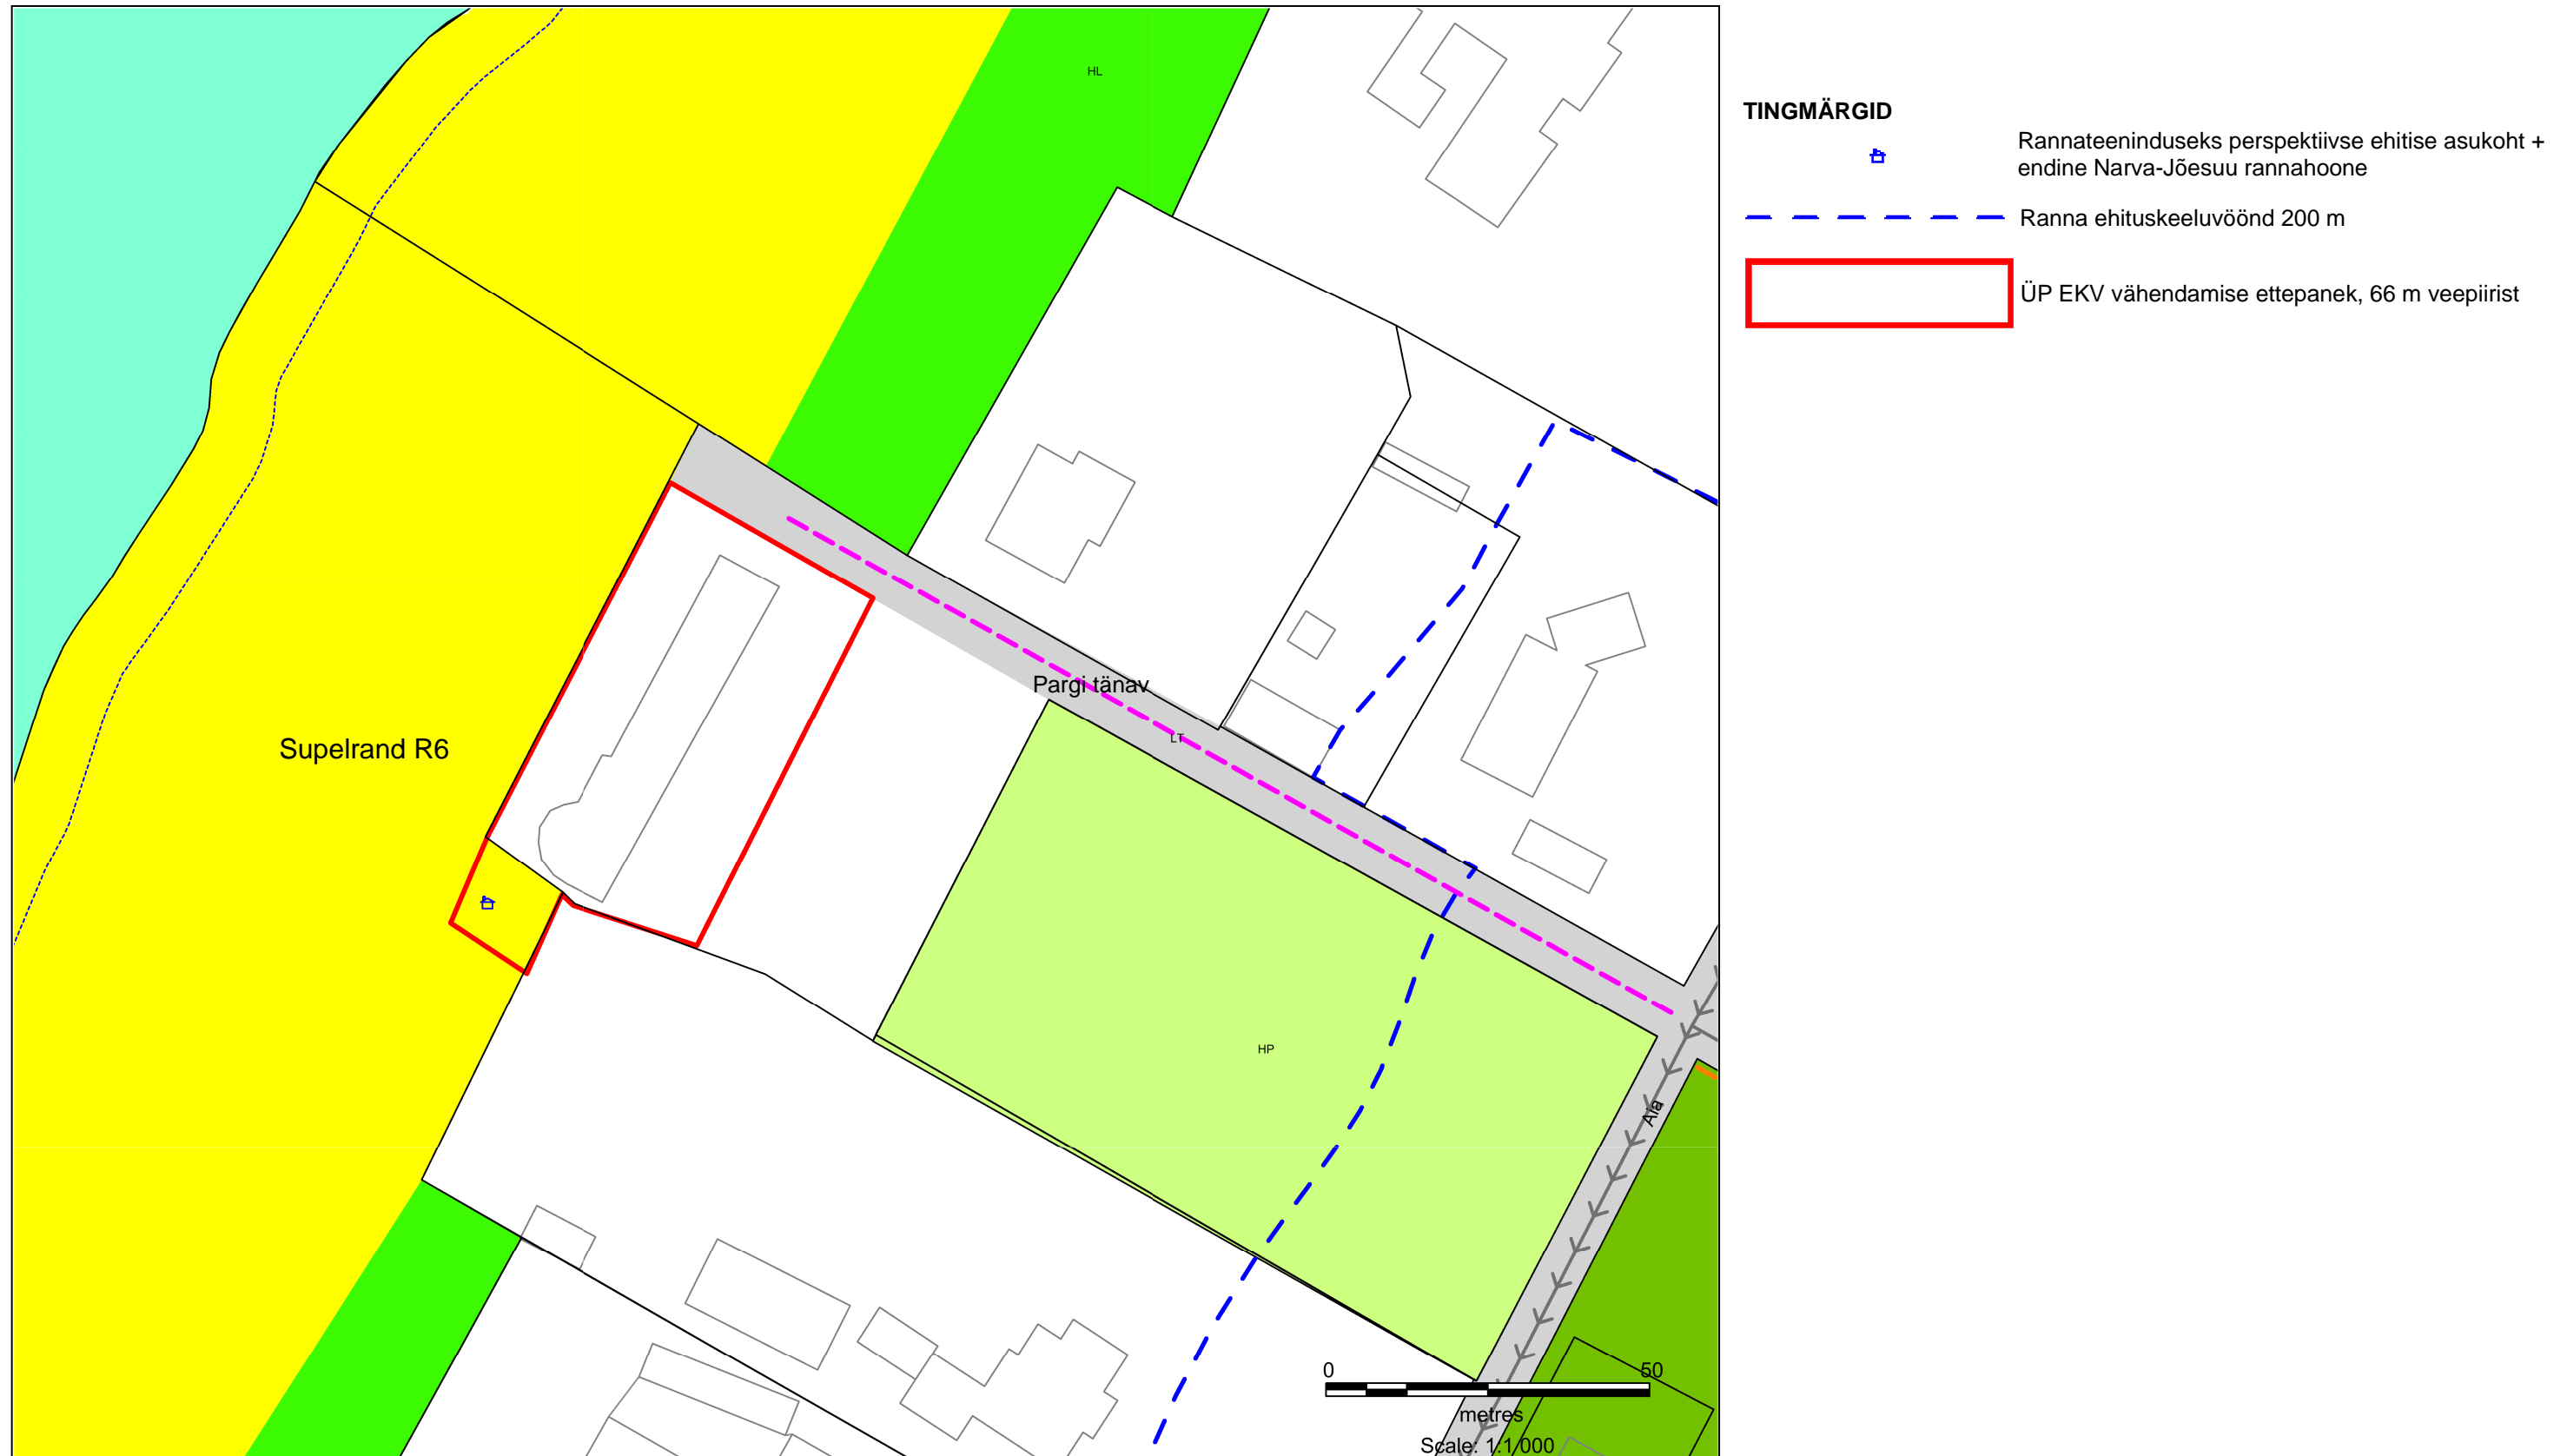 HL
TINGMÄRGID
Rannateeninduseks perspektiivse ehitise asukoht +
endine Narva-Jõesuu rannahoone
Ranna ehituskeeluvöönd 200 m
ÜP EKV vähendamise ettepanek, 66 m veepiirist
Pargi tänav
LT
Supelrand R6
HP
Aia
0 50
metres
Scale: 1:1 000